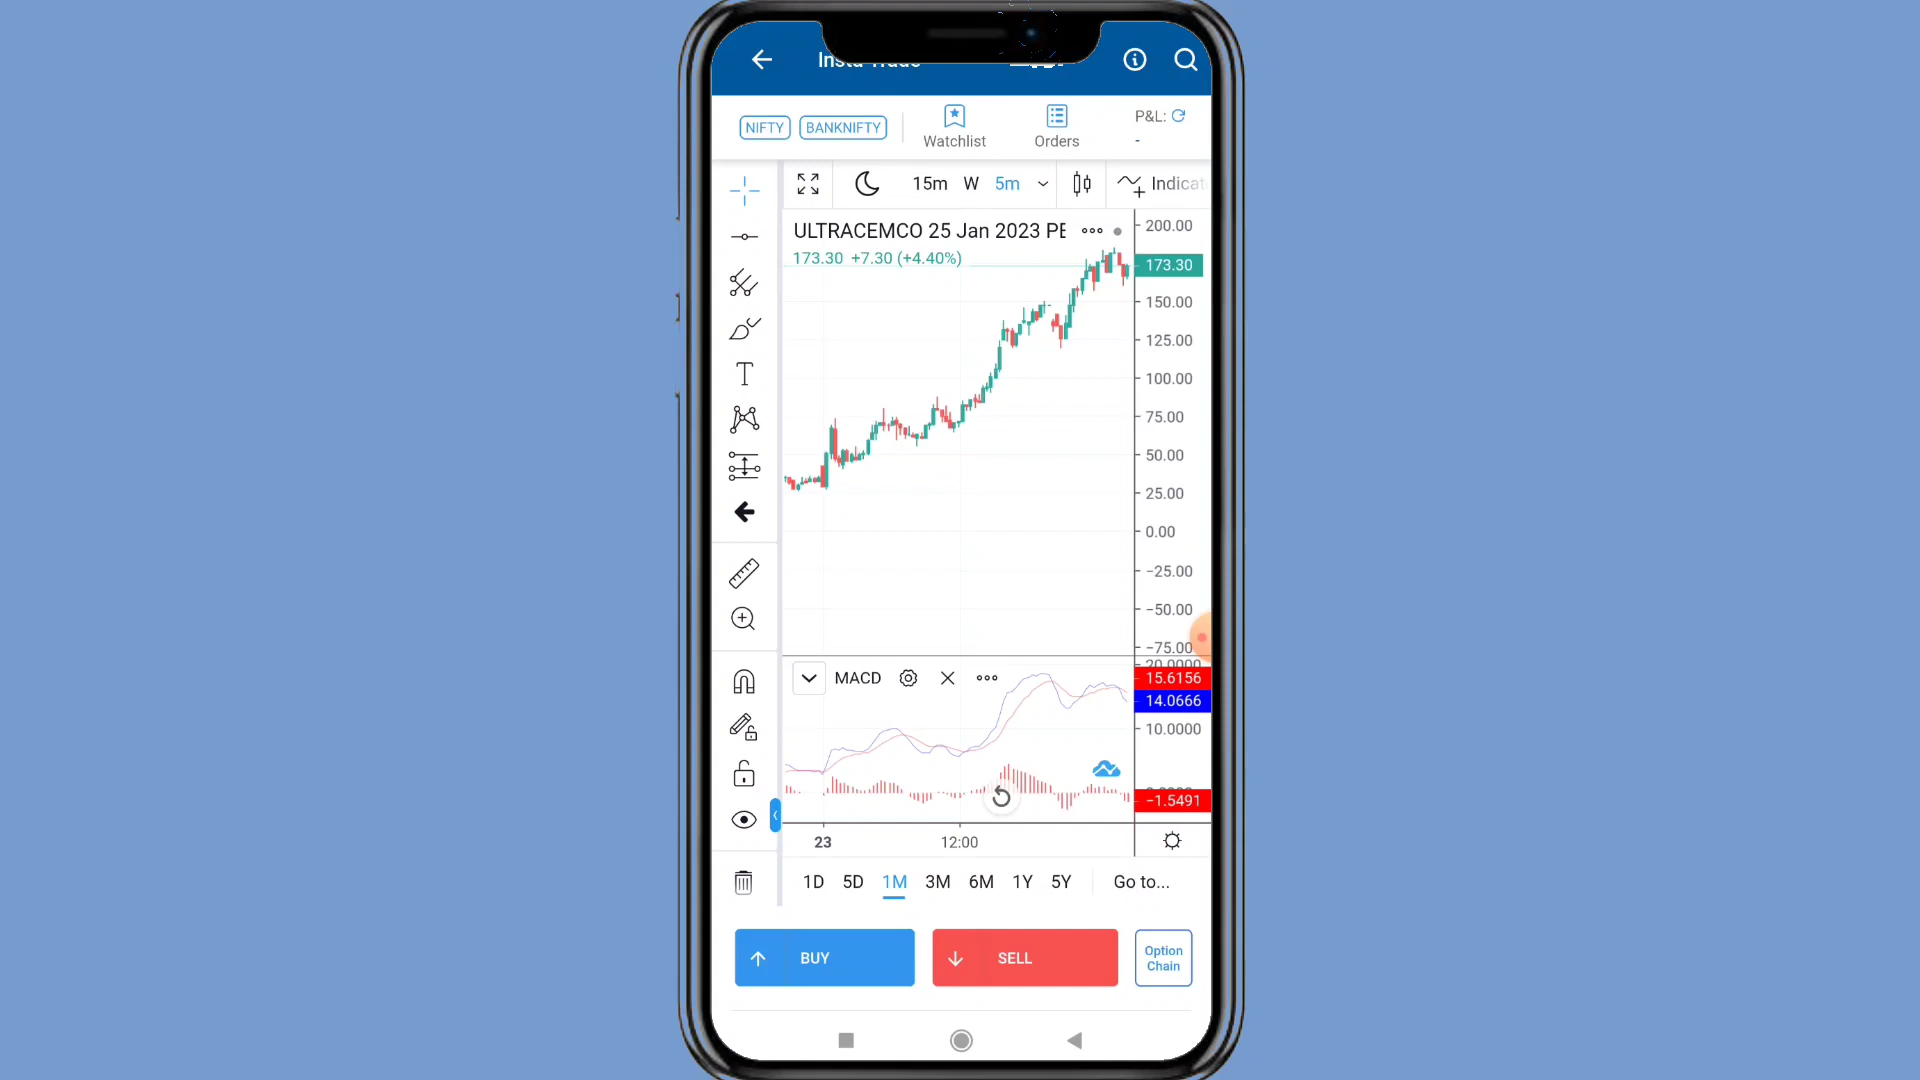 NIFTY
BANKNIFTY
Watchlist
Orders
P&L:
-
15m W 5m
ULTRACEMCO 25 Jan 2023 PE
173.30 +7.30 (+4.40%)
200.00
173.30
150.00
125.00
100.00
75.00
50.00
25.00
0.00
−25.00
−50.00
−75.00
MACD
20.0000
15.6156
14.0666
10.0000
−1.5491
23
12:00
1D 5D 1M 3M 6M 1Y 5Y Go to...
BUY
SELL
Option
Chain